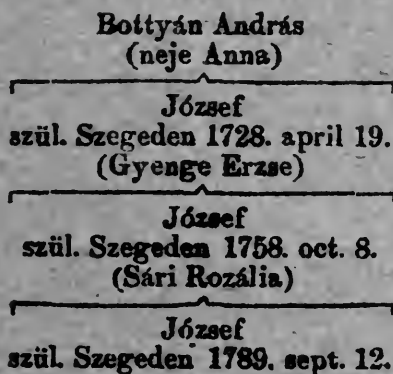 Bottyán András
(neje Anna)
József
szül. Szegeden 1728. april 19.
(Gyenge Erzse)
József
szül. Szegeden 1758. oct. 8.
(Sári Rozália)
József
szül. Szegeden 1789. sept. 12.